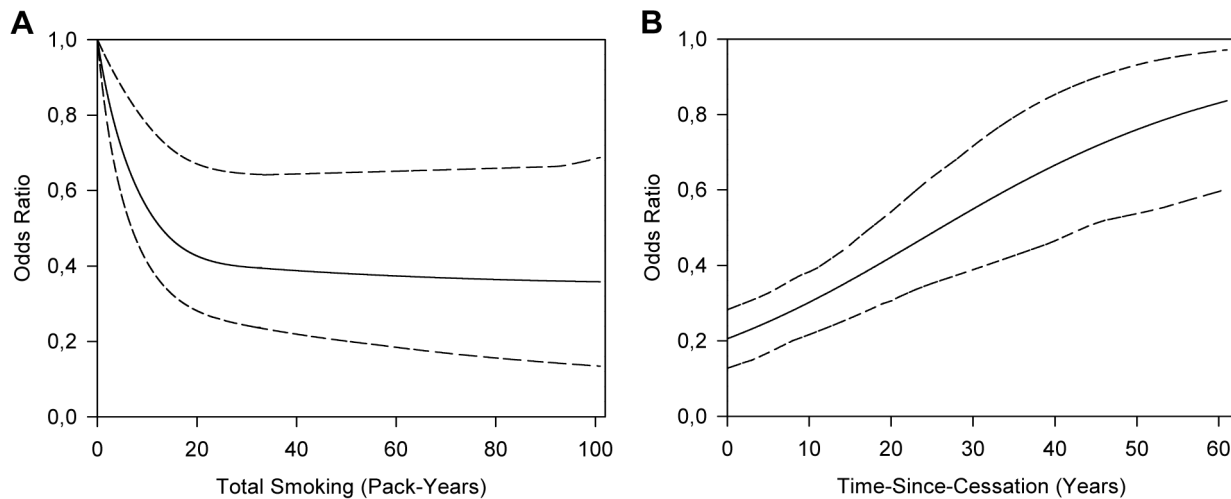 A
1,0
0,8
0,6
0,4
0,2
0,0
Odds Ratio
0 20 40 60 80 100
Total Smoking (Pack-Years)
B
1,0
0,8
0,6
0,4
0,2
0,0
Odds Ratio
0 10 20 30 40 50 60
Time-Since-Cessation (Years)